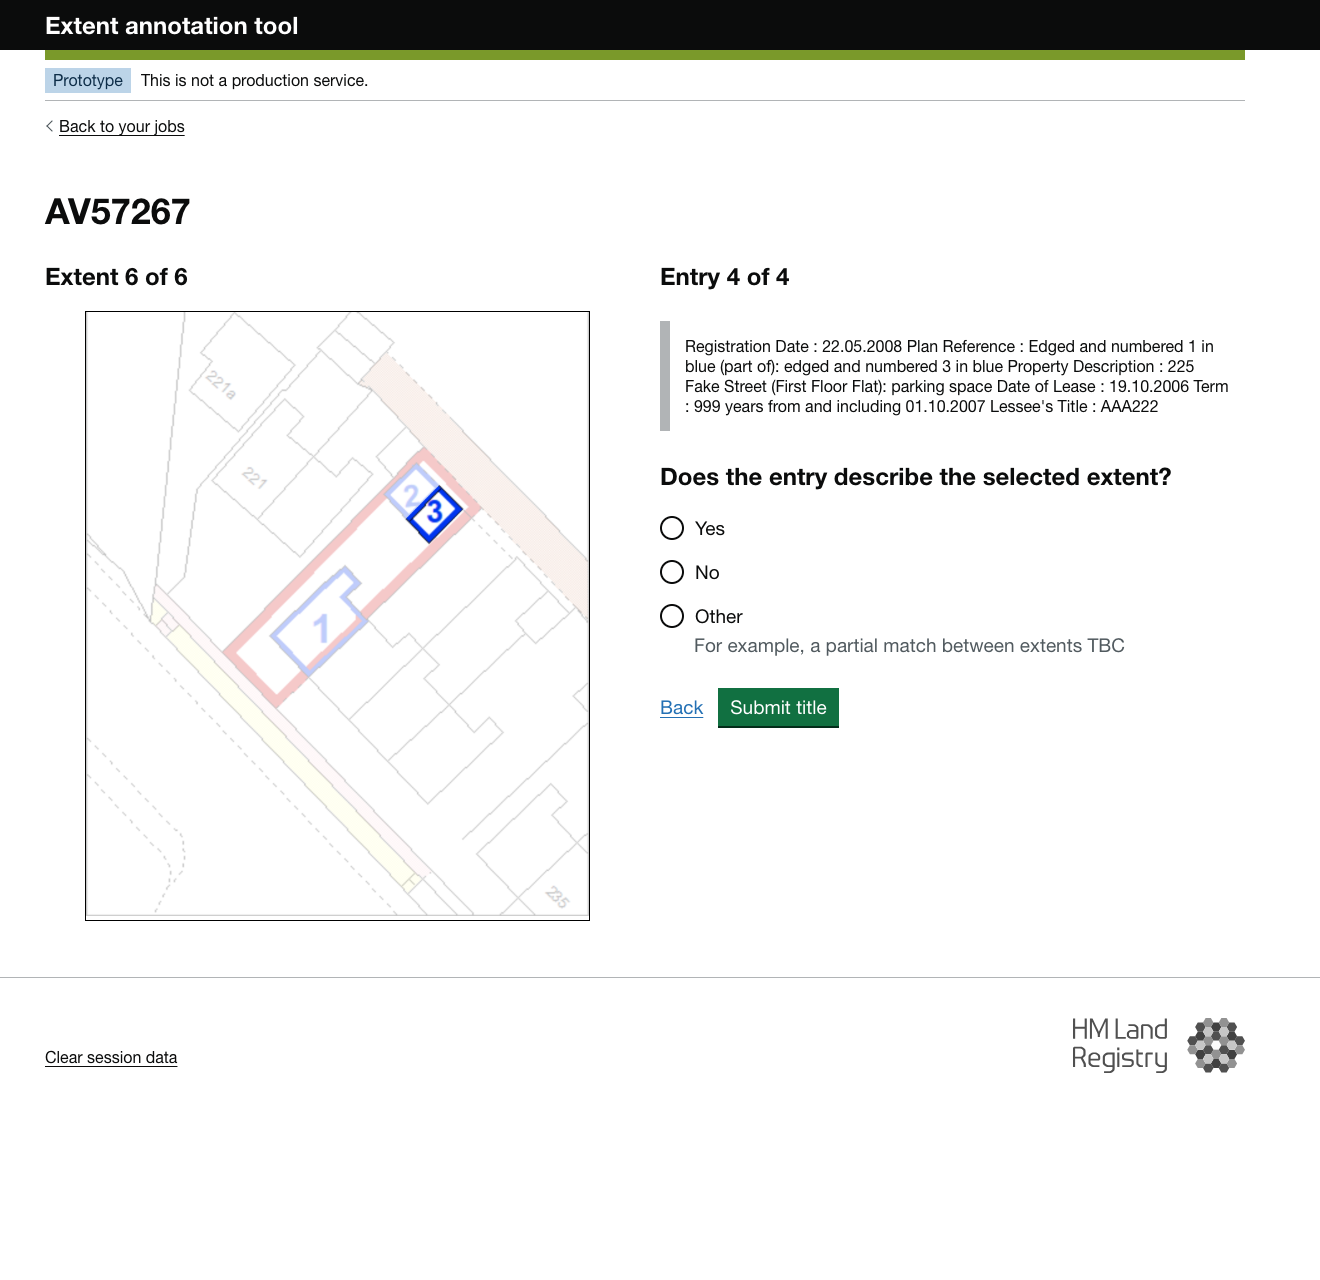 Extent annotation tool
Prototype This is not a production service.
Back to your jobs
AV57267
Extent 6 of 6
221a
221
2
3
1
235
Entry 4 of 4
Registration Date : 22.05.2008 Plan Reference : Edged and numbered 1 in
blue (part of): edged and numbered 3 in blue Property Description : 225
Fake Street (First Floor Flat): parking space Date of Lease : 19.10.2006 Term
: 999 years from and including 01.10.2007 Lessee's Title : AAA222
Does the entry describe the selected extent?
Yes
No
Other
For example, a partial match between extents TBC
Back Submit title
Clear session data
HM Land
Registry